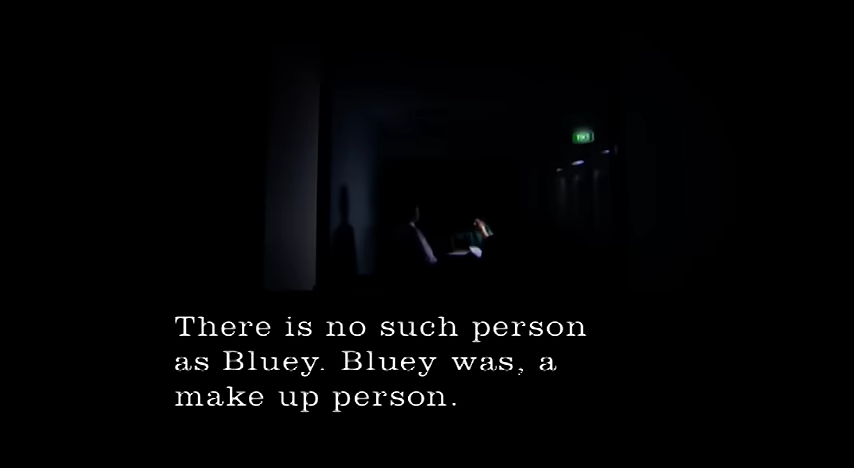 There is no such person
as Bluey. Bluey was, a
make up person.